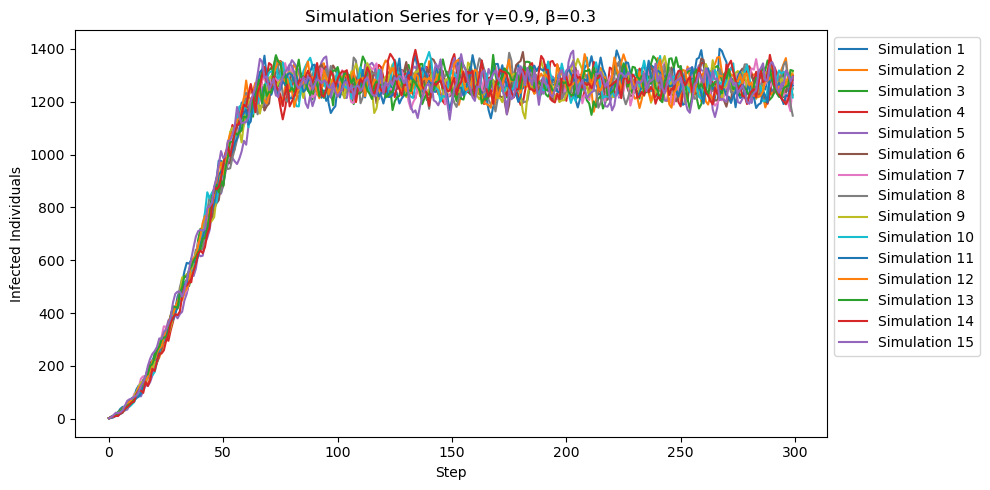 Simulation Series for γ=0.9, β=0.3
Infected Individuals
1400
1200
1000
800
600
400
200
0
0 50 100 150 200 250 300
Step
Simulation 1
Simulation 2
Simulation 3
Simulation 4
Simulation 5
Simulation 6
Simulation 7
Simulation 8
Simulation 9
Simulation 10
Simulation 11
Simulation 12
Simulation 13
Simulation 14
Simulation 15